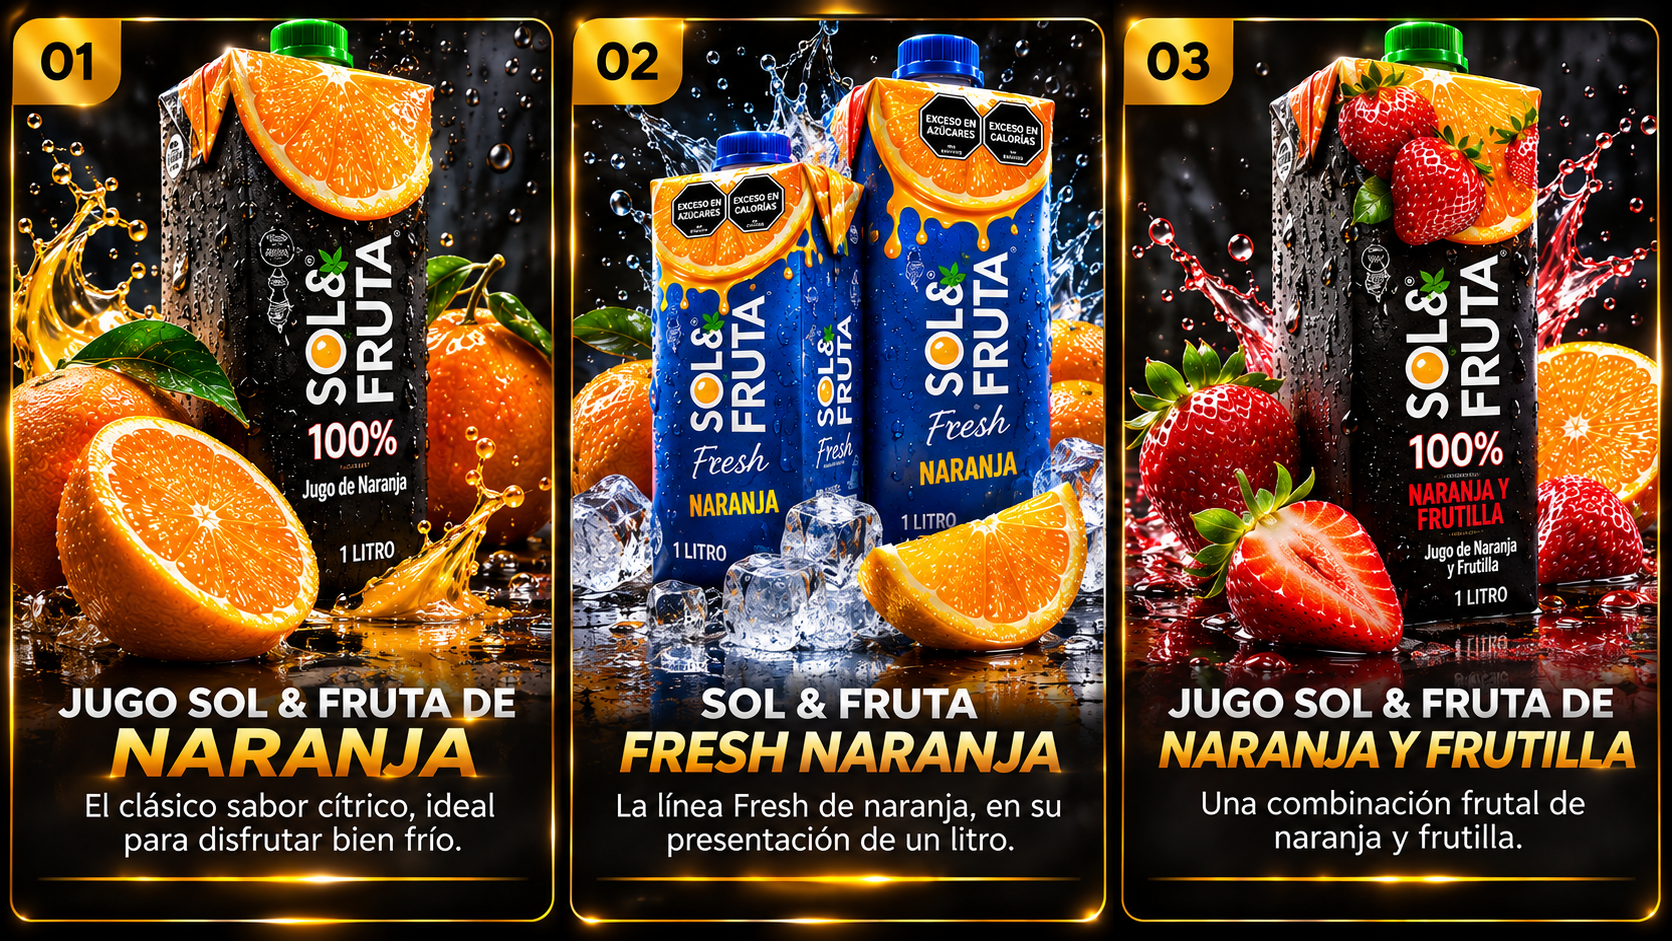 01
SOL&
FRUTA
®
100%
Jugo de Naranja
1 LITRO
JUGO SOL & FRUTA DE
NARANJA
El clásico sabor cítrico, ideal
para disfrutar bien frío.
02
EXCESO EN
AZÚCARES
EXCESO EN
CALORÍAS
SOL&
FRUTA
Fresh
NARANJA
1 LITRO
SOL&
FRUTA
Fresh
EXCESO EN
AZÚCARES
EXCESO EN
CALORÍAS
SOL&
FRUTA
®
Fresh
NARANJA
1 LITRO
SOL & FRUTA
FRESH NARANJA
La línea Fresh de naranja, en su
presentación de un litro.
03
SOL&
FRUTA
®
100%
NARANJA Y
FRUTILLA
Jugo de Naranja
y Frutilla
1 LITRO
JUGO SOL & FRUTA DE
NARANJA Y FRUTILLA
Una combinación frutal de
naranja y frutilla.